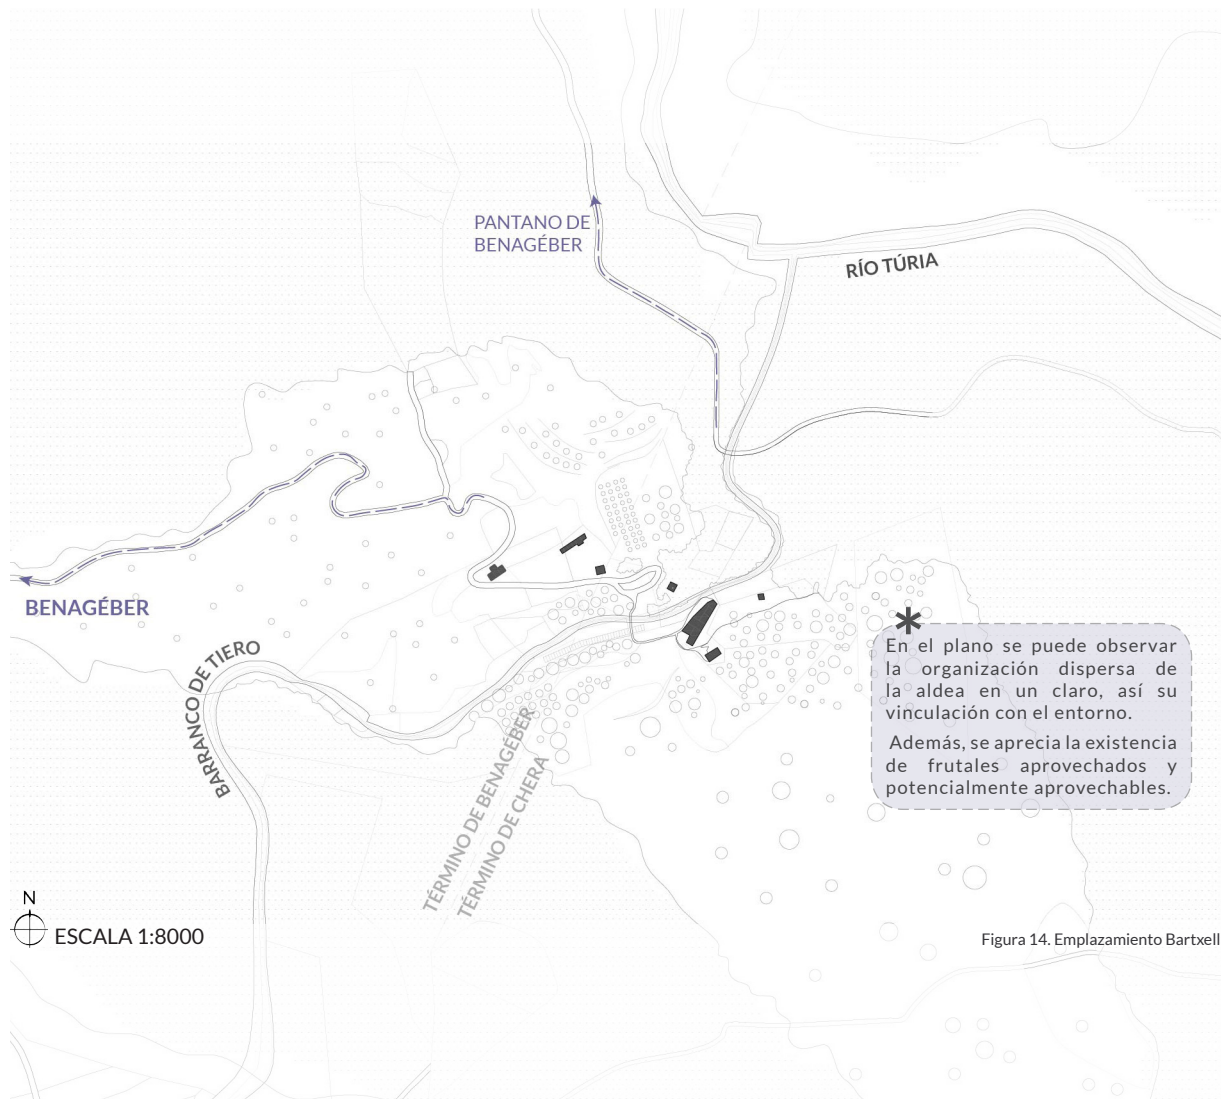 PANTANO DE
BENAGÉBER
RÍO TÚRIA
BENAGÉBER
BARRANCO DE TIERO
En el plano se puede observar
la organización dispersa de
la aldea en un claro, así su
vinculación con el entorno.
Además, se aprecia la existencia
de frutales aprovechados y
potencialmente aprovechables.
TÉRMINO DE BENAGÉBER
TÉRMINO DE CHERA
N
ESCALA 1:8000
Figura 14. Emplazamiento Bartxell